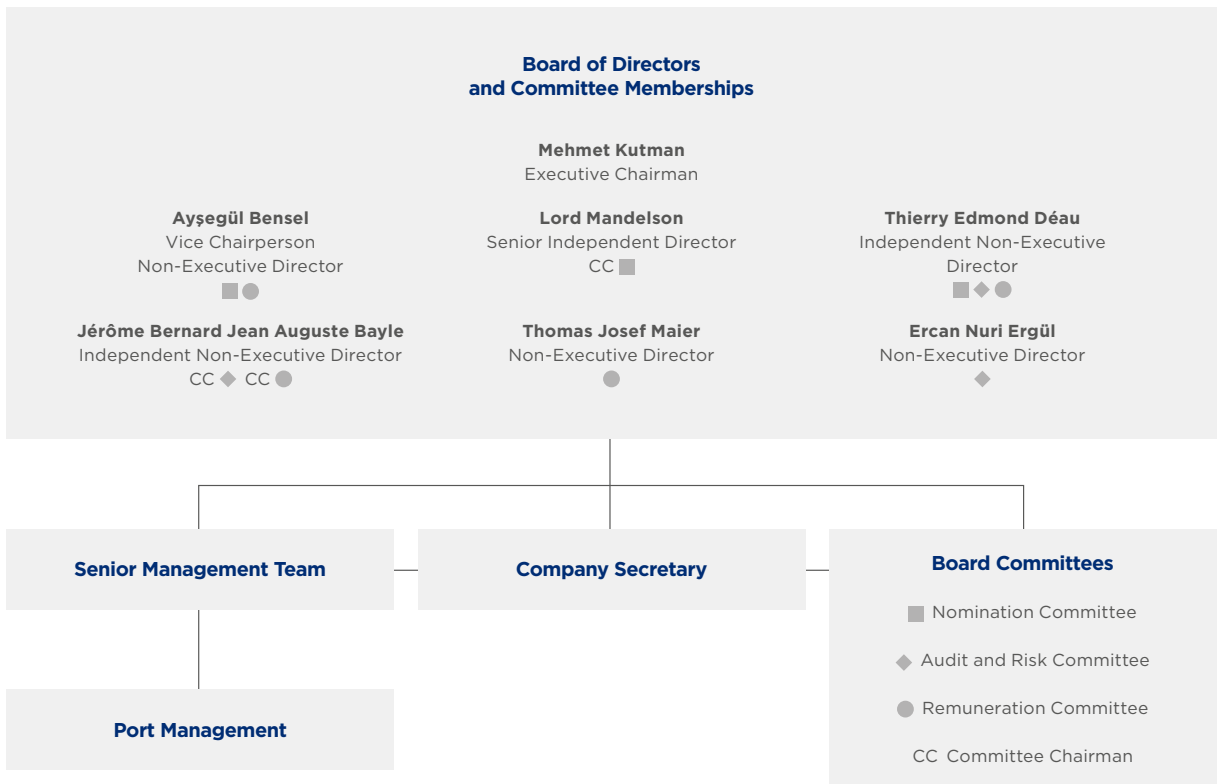 Board of Directors
and Committee Memberships
Mehmet Kutman
Executive Chairman
Ayşegül Bensel
Vice Chairperson
Non-Executive Director
Lord Mandelson
Senior Independent Director
CC
Thierry Edmond Déau
Independent Non-Executive
Director
Jérôme Bernard Jean Auguste Bayle
Independent Non-Executive Director
CC CC
Thomas Josef Maier
Non-Executive Director
Ercan Nuri Ergül
Non-Executive Director
Senior Management Team
Company Secretary
Board Committees
Nomination Committee
Audit and Risk Committee
Remuneration Committee
CC Committee Chairman
Port Management